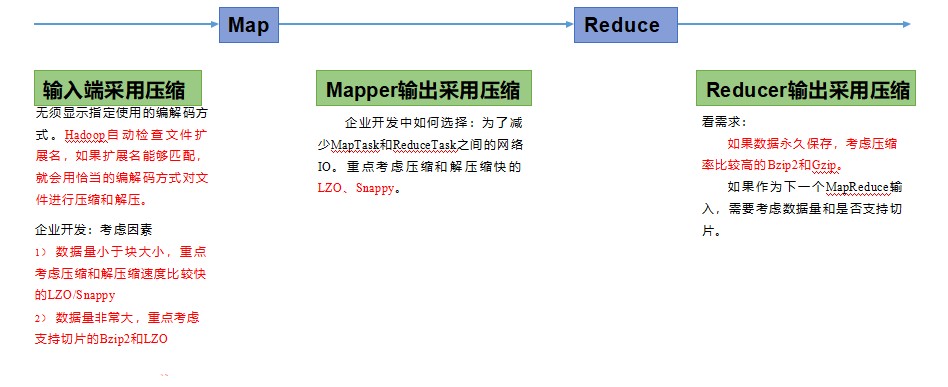 Map
Reduce
输入端采用压缩
无须显示指定使用的编解码方
式。Hadoop自动检查文件扩
展名，如果扩展名能够匹配，
就会用恰当的编解码方式对文
件进行压缩和解压。
企业开发：考虑因素
1） 数据量小于块大小，重点
考虑压缩和解压缩速度比较快
的LZO/Snappy
2） 数据量非常大，重点考虑
支持切片的Bzip2和LZO
Mapper输出采用压缩
企业开发中如何选择：为了减
少MapTask和ReduceTask之间的网络
IO。重点考虑压缩和解压缩快的
LZO、Snappy。
Reducer输出采用压缩
看需求：
如果数据永久保存，考虑压缩
率比较高的Bzip2和Gzip。
如果作为下一个MapReduce输
入，需要考虑数据量和是否支持切
片。